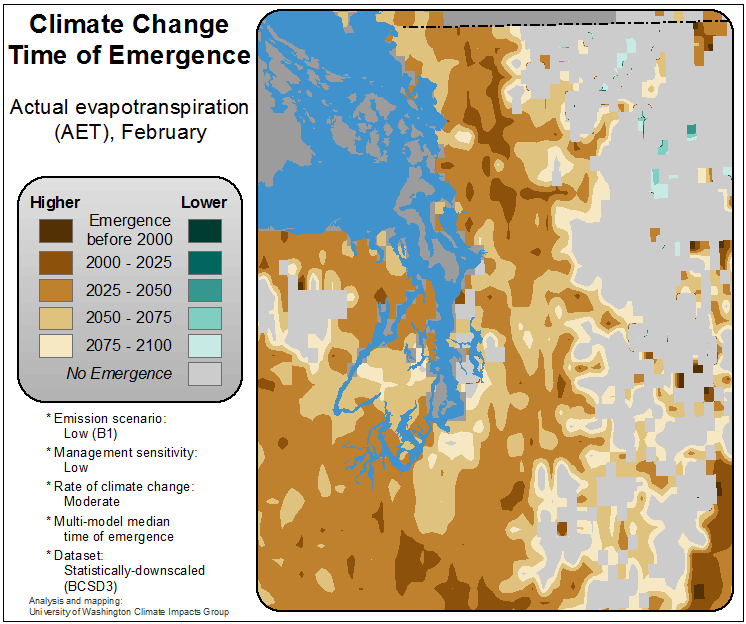 Climate Change
Time of Emergence
Actual evapotranspiration
(AET), February
Higher
Lower
Emergence
before 2000
2000 - 2025
2025 - 2050
2050 - 2075
2075 - 2100
No Emergence
* Emission scenario:
Low (B1)
* Management sensitivity:
Low
* Rate of climate change:
Moderate
* Multi-model median
time of emergence
* Dataset:
Statistically-downscaled
(BCSD3)
Analysis and mapping:
University of Washington Climate Impacts Group